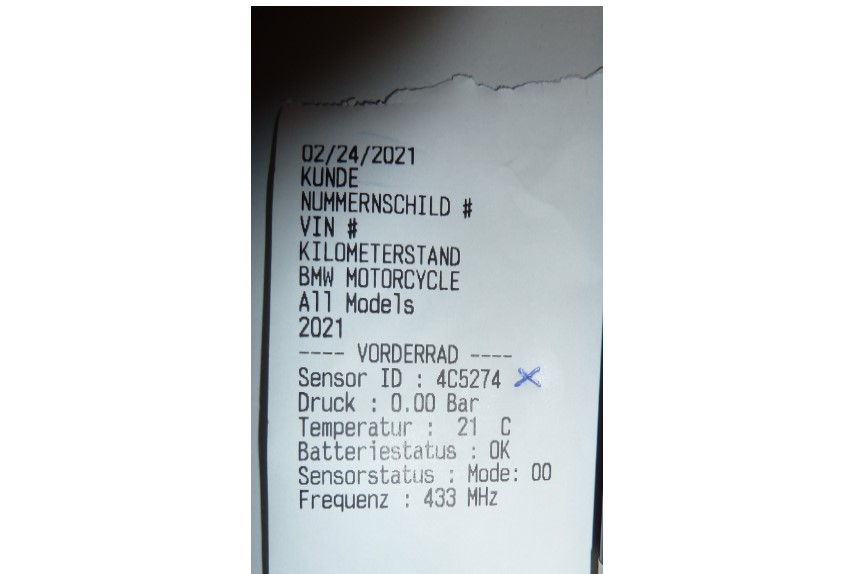 02/24/2021
KUNDE
NUMMERNSCHILD #
VIN #
KILOMETERSTAND
BMW MOTORCYCLE
All Models
2021
---- VORDERRAD ----
Sensor ID : 4C5274
Druck : 0.00 Bar
Temperatur : 21 C
Batteriestatus : OK
Sensorstatus : Mode: 00
Frequenz : 433 MHz